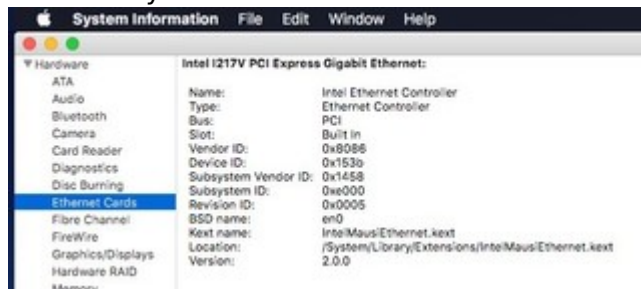 System Information File Edit Window Help
Hardware
ATA
Audio
Bluetooth
Camera
Card Reader
Diagnostics
Disc Burning
Ethernet Cards
Fibre Channel
FireWire
Graphics/Displays
Hardware RAID
Memory
Intel I217V PCI Express Gigabit Ethernet:
Name: Intel Ethernet Controller
Type: Ethernet Controller
Bus: PCI
Slot: Built In
Vendor ID: 0x8086
Device ID: 0x153b
Subsystem Vendor ID: 0x1458
Subsystem ID: 0xe000
Revision ID: 0x0005
BSD name: en0
Kext name: IntelMausiEthernet.kext
Location: /System/Library/Extensions/IntelMausiEthernet.kext
Version: 2.0.0